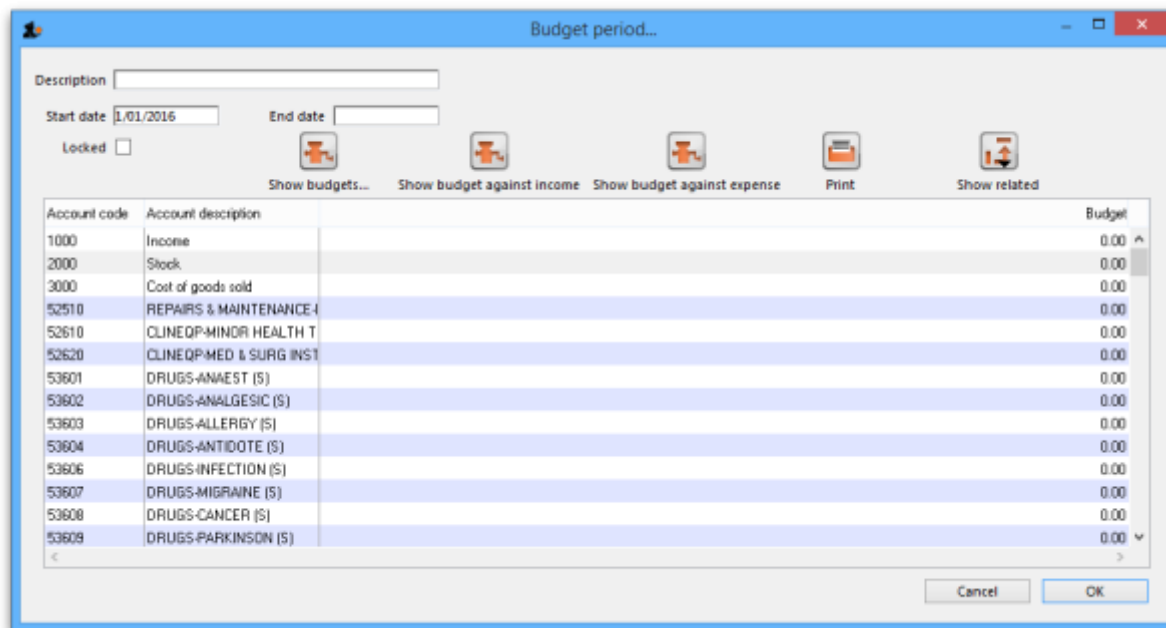 Budget period...
Description
Start date 1/01/2016 End date
Locked
Show budgets... Show budget against income Show budget against expense Print Show related
Account code Account description Budget
1000 Income 0.00
2000 Stock 0.00
3000 Cost of goods sold 0.00
52510 REPAIRS & MAINTENANCE-I 0.00
52610 CLINEQP-MINOR HEALTH T 0.00
52620 CLINEQP-MED & SURG INST 0.00
53601 DRUGS-ANAEST (S) 0.00
53602 DRUGS-ANALGESIC (S) 0.00
53603 DRUGS-ALLERGY (S) 0.00
53604 DRUGS-ANTIDOTE (S) 0.00
53606 DRUGS-INFECTION (S) 0.00
53607 DRUGS-MIGRAINE (S) 0.00
53608 DRUGS-CANCER (S) 0.00
53609 DRUGS-PARKINSON (S) 0.00
Cancel OK